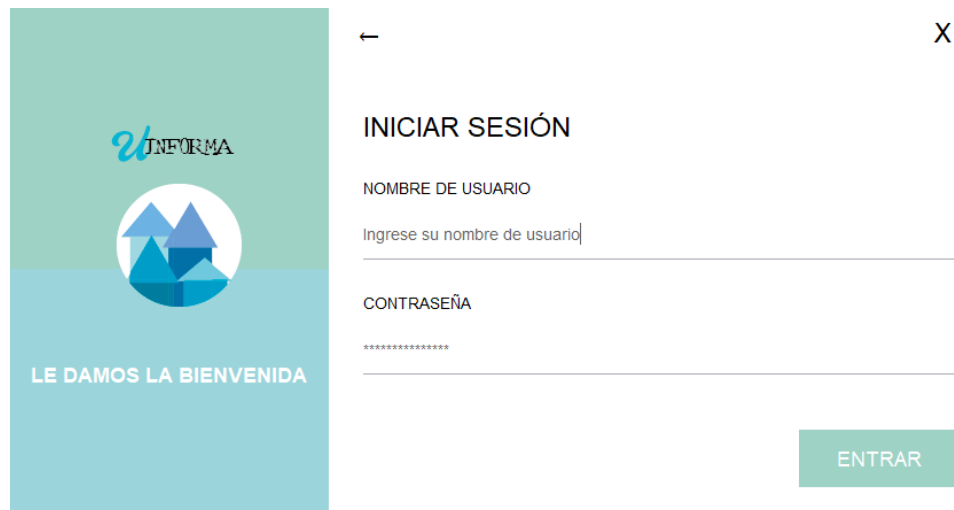 UINFORMA
LE DAMOS LA BIENVENIDA
← X
INICIAR SESIÓN
NOMBRE DE USUARIO
Ingrese su nombre de usuario
CONTRASEÑA
***************
ENTRAR